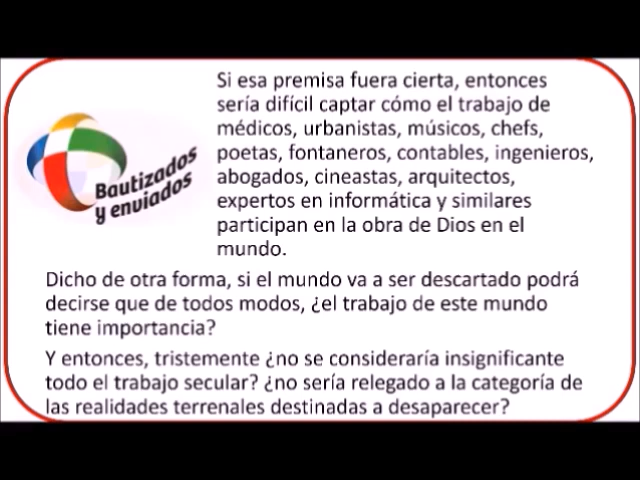 Si esa premisa fuera cierta, entonces
sería difícil captar cómo el trabajo de
médicos, urbanistas, músicos, chefs,
poetas, fontaneros, contables, ingenieros,
abogados, cineastas, arquitectos,
expertos en informática y similares
participan en la obra de Dios en el
mundo.
Bautizados
y enviados
Dicho de otra forma, si el mundo va a ser descartado podrá
decirse que de todos modos, ¿el trabajo de este mundo
tiene importancia?
Y entonces, tristemente ¿no se consideraría insignificante
todo el trabajo secular? ¿no sería relegado a la categoría de
las realidades terrenales destinadas a desaparecer?